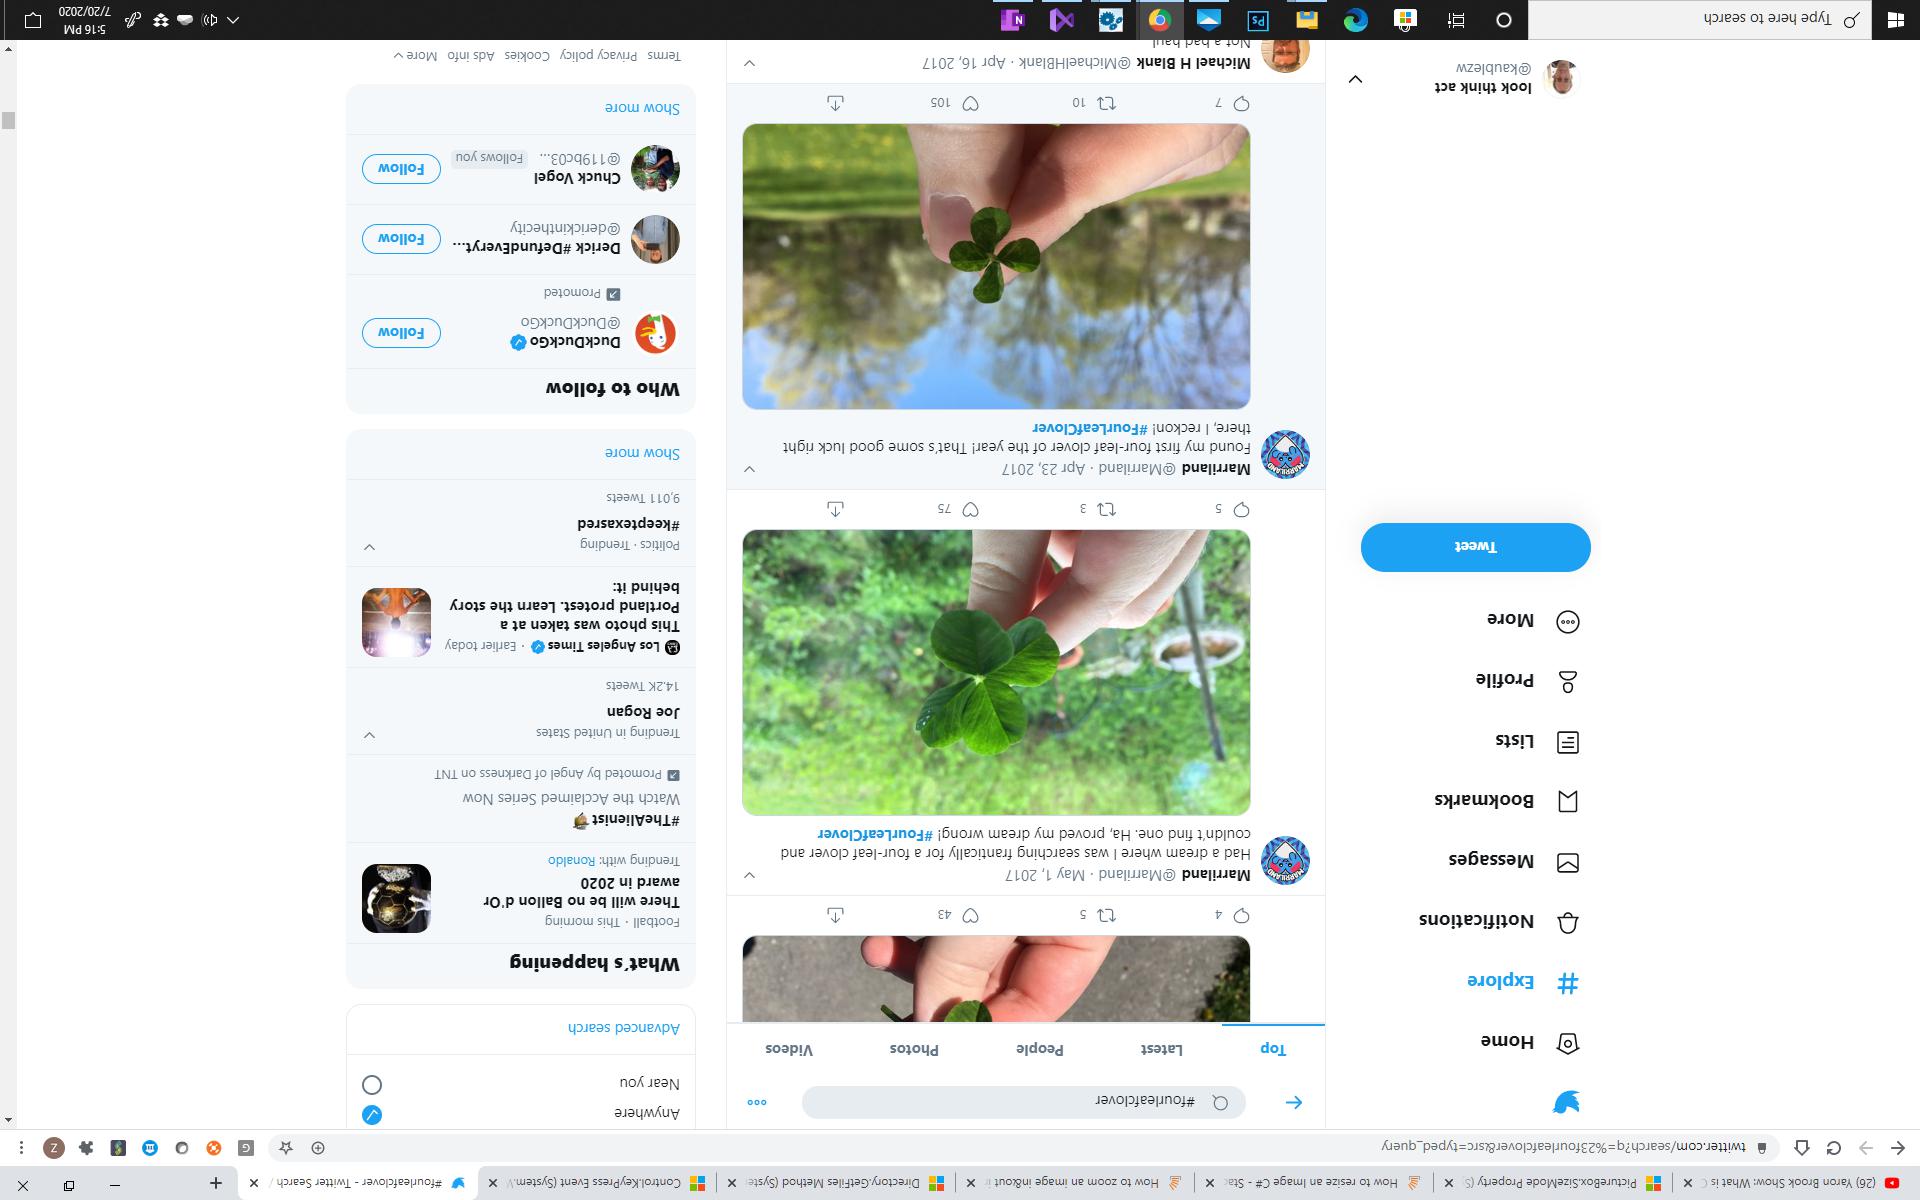 (26) Yaron Brook Show: What is C
PictureBox.SizeMode Property (S
How to resize an image C# - Stac
How to zoom an image in&out ir
Directory.GetFiles Method (Syster
Control.KeyPress Event (System.W
#fourleafclover - Twitter Search /
twitter.com/search?q=%23fourleafclover&src=typed_query
Home
Explore
Notifications
Messages
Bookmarks
Lists
Profile
More
Tweet
look think act
@kaublezw
#fourleafclover
Top
Latest
People
Photos
Videos
4
5
43
Marriland @Marriland · May 1, 2017
Had a dream where I was searching frantically for a four-leaf clover and
couldn't find one. Ha, proved my dream wrong! #FourLeafClover
5
3
75
Marriland @Marriland · Apr 23, 2017
Found my first four-leaf clover of the year! That's some good luck right
there, I reckon! #FourLeafClover
7
10
105
Michael H Blank @MichaelHBlank · Apr 16, 2017
Not a bad haul
Anywhere
Near you
Advanced search
What's happening
Football · This morning
There will be no Ballon d'Or
award in 2020
Trending with: Ronaldo
#TheAlienist
Watch the Acclaimed Series Now
Promoted by Angel of Darkness on TNT
Trending in United States
Joe Rogan
14.2K Tweets
Los Angeles Times · Earlier today
This photo was taken at a
Portland protest. Learn the story
behind it:
Politics · Trending
#keeptexasred
9,011 Tweets
Show more
Who to follow
DuckDuckGo
@DuckDuckGo
Follow
Promoted
Derick #DefundEveryt...
@derickinthecity
Follow
Chuck Vogel
@119bc03... Follows you
Follow
Show more
Terms Privacy policy Cookies Ads info More
Type here to search
5:16 PM
7/20/2020